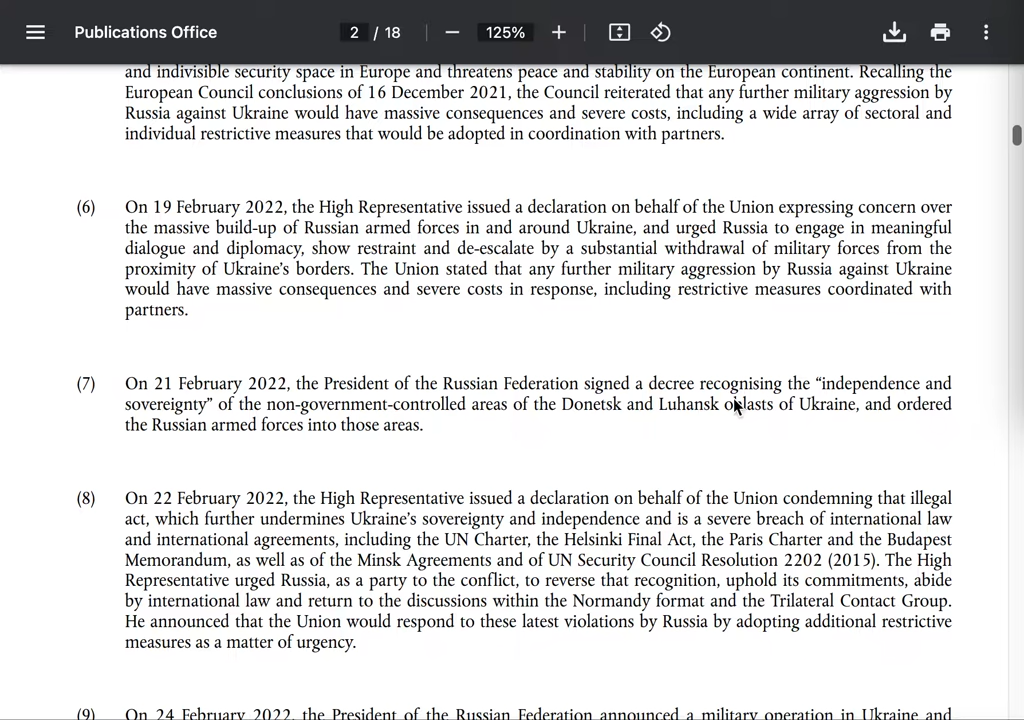 Publications Office
2 / 18
125%
and indivisible security space in Europe and threatens peace and stability on the European continent. Recalling the
European Council conclusions of 16 December 2021, the Council reiterated that any further military aggression by
Russia against Ukraine would have massive consequences and severe costs, including a wide array of sectoral and
individual restrictive measures that would be adopted in coordination with partners.
(6) On 19 February 2022, the High Representative issued a declaration on behalf of the Union expressing concern over
the massive build-up of Russian armed forces in and around Ukraine, and urged Russia to engage in meaningful
dialogue and diplomacy, show restraint and de-escalate by a substantial withdrawal of military forces from the
proximity of Ukraine’s borders. The Union stated that any further military aggression by Russia against Ukraine
would have massive consequences and severe costs in response, including restrictive measures coordinated with
partners.
(7) On 21 February 2022, the President of the Russian Federation signed a decree recognising the “independence and
sovereignty” of the non-government-controlled areas of the Donetsk and Luhansk oblasts of Ukraine, and ordered
the Russian armed forces into those areas.
(8) On 22 February 2022, the High Representative issued a declaration on behalf of the Union condemning that illegal
act, which further undermines Ukraine’s sovereignty and independence and is a severe breach of international law
and international agreements, including the UN Charter, the Helsinki Final Act, the Paris Charter and the Budapest
Memorandum, as well as of the Minsk Agreements and of UN Security Council Resolution 2202 (2015). The High
Representative urged Russia, as a party to the conflict, to reverse that recognition, uphold its commitments, abide
by international law and return to the discussions within the Normandy format and the Trilateral Contact Group.
He announced that the Union would respond to these latest violations by Russia by adopting additional restrictive
measures as a matter of urgency.
(9) On 24 February 2022, the President of the Russian Federation announced a military operation in Ukraine and